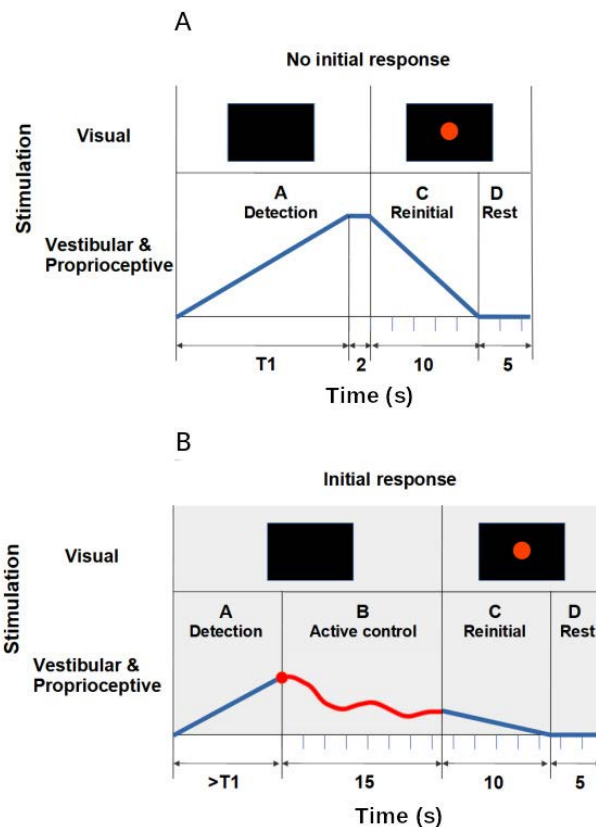 A
No initial response
Stimulation
Visual
A
Detection
C
Reinitial
D
Rest
Vestibular &
Proprioceptive
T1
2
10
5
Time (s)
B
Initial response
Stimulation
Visual
A
Detection
B
Active control
C
Reinitial
D
Rest
Vestibular &
Proprioceptive
>T1
15
10
5
Time (s)